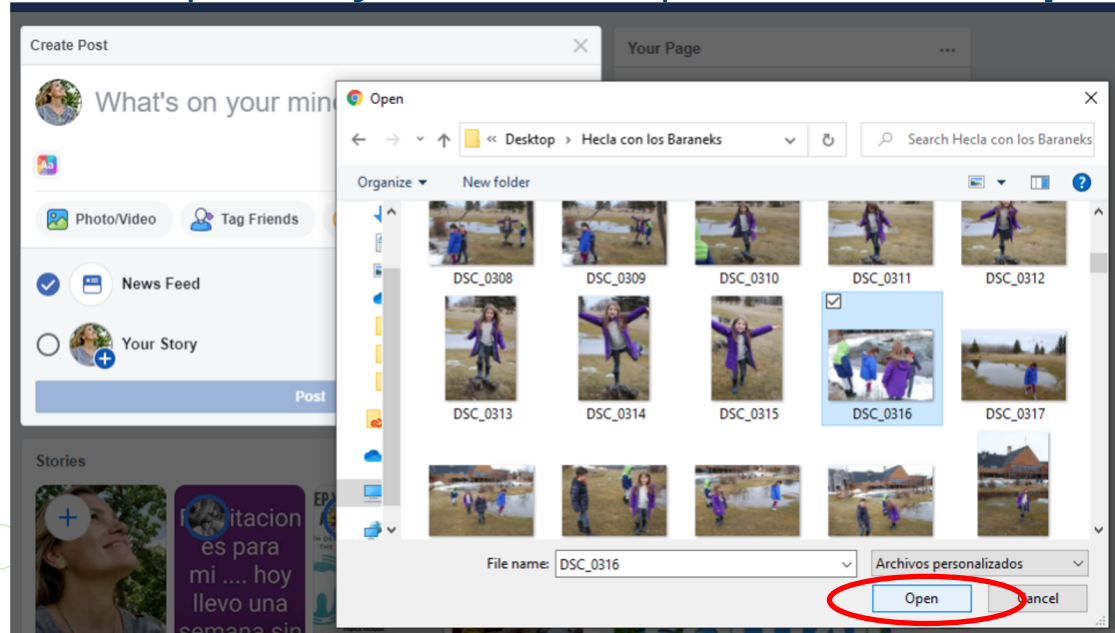 Create Post
What's on your min
Photo/Video
Tag Friends
News Feed
Your Story
Post
Your Page
Stories
itacion
es para
mi .... hoy
llevo una
semana sin
Open
« Desktop > Hecla con los Baraneks
Search Hecla con los Baraneks
Organize
New folder
DSC_0308 DSC_0309 DSC_0310 DSC_0311 DSC_0312
DSC_0313 DSC_0314 DSC_0315 DSC_0316 DSC_0317
File name: DSC_0316
Archivos personalizados
Open Cancel